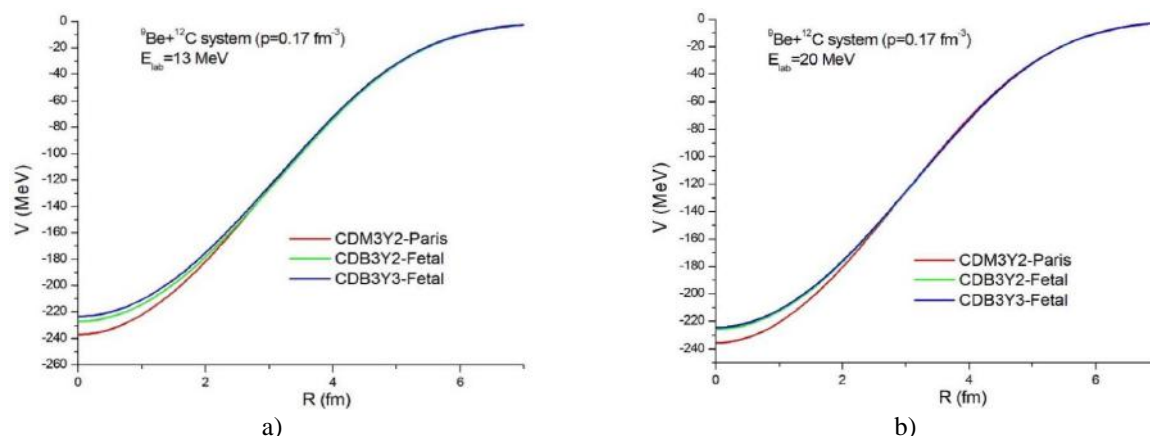 0
-20
-40
-60
-80
-100
-120
-140
-160
-180
-200
-220
-240
-260
V (MeV)
⁹Be+¹²C system (p=0.17 fm⁻³)
E_lab=13 MeV
CDM3Y2-Paris
CDB3Y2-Fetal
CDB3Y3-Fetal
0 2 4 6
R (fm)
a)
0
-20
-40
-60
-80
-100
-120
-140
-160
-180
-200
-220
-240
V (MeV)
⁹Be+¹²C system (p=0.17 fm⁻³)
E_lab=20 MeV
CDM3Y2-Paris
CDB3Y2-Fetal
CDB3Y3-Fetal
0 2 4 6
R (fm)
b)